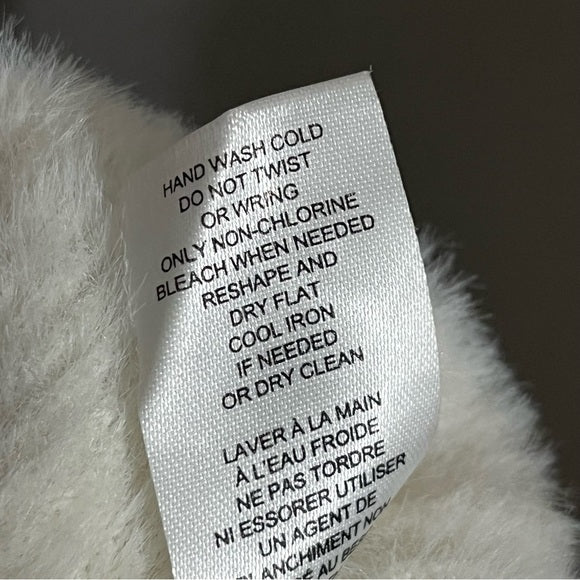 HAND WASH COLD
DO NOT TWIST
OR WRING
ONLY NON-CHLORINE
BLEACH WHEN NEEDED
RESHAPE AND
DRY FLAT
COOL IRON
IF NEEDED
OR DRY CLEAN
LAVER À LA MAIN
À L'EAU FROIDE
NE PAS TORDRE
NI ESSORER UTILISER
UN AGENT DE
AU